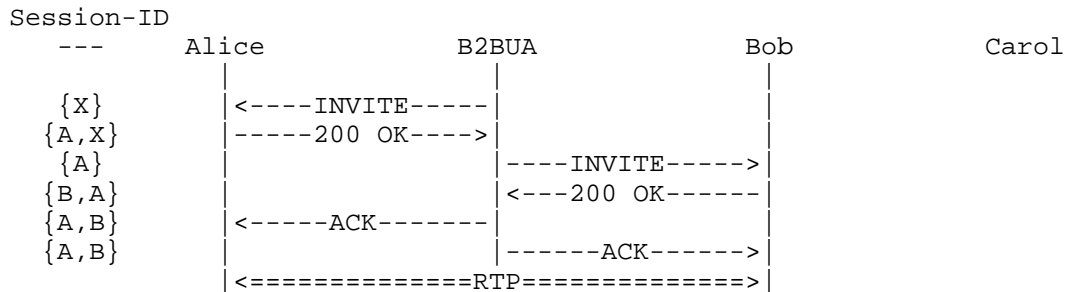 Session-ID
---     Alice            B2BUA             Bob            Carol
          |                |                |
{X}       |<----INVITE-----|                |
{A,X}     |-----200 OK---->|                |
{A}       |                |----INVITE----->|
{B,A}     |                |<---200 OK------|
{A,B}     |<-----ACK-------|                |
{A,B}     |                |------ACK------>|
          |<==============RTP==============>|